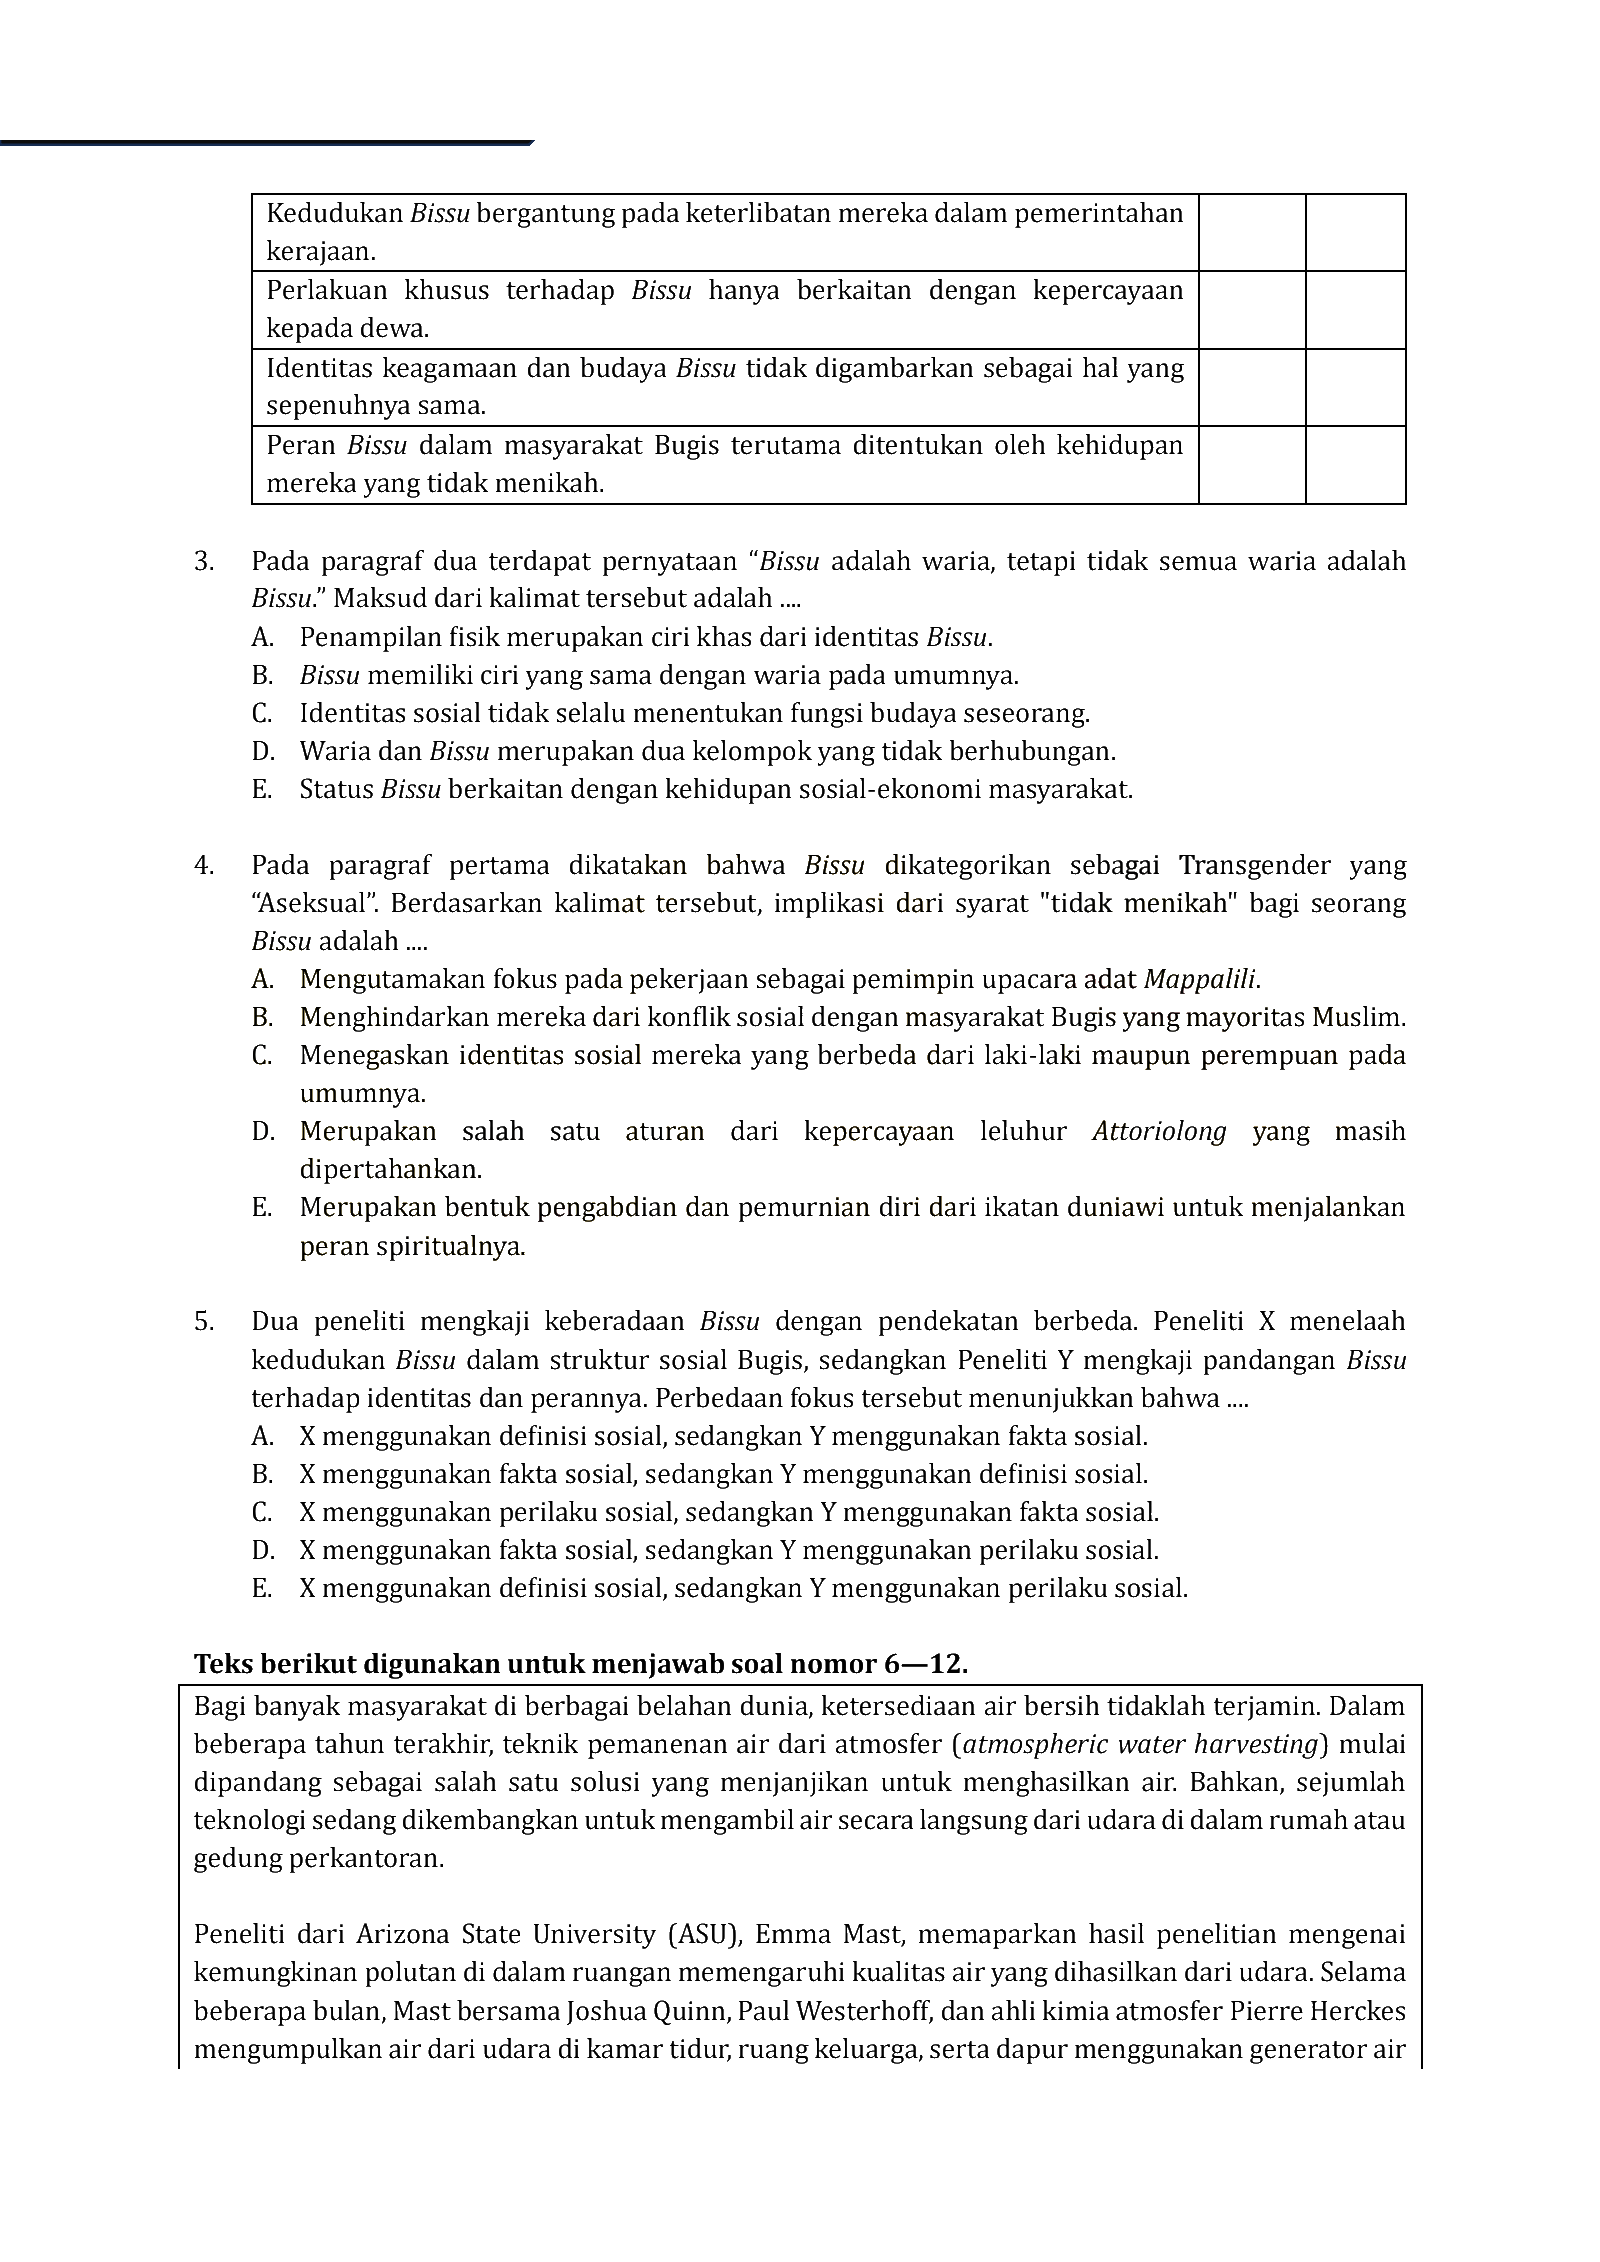 Kedudukan Bissu bergantung pada keterlibatan mereka dalam pemerintahan
kerajaan.
Perlakuan khusus terhadap Bissu hanya berkaitan dengan kepercayaan
kepada dewa.
Identitas keagamaan dan budaya Bissu tidak digambarkan sebagai hal yang
sepenuhnya sama.
Peran Bissu dalam masyarakat Bugis terutama ditentukan oleh kehidupan
mereka yang tidak menikah.
3. Pada paragraf dua terdapat pernyataan “Bissu adalah waria, tetapi tidak semua waria adalah
Bissu.” Maksud dari kalimat tersebut adalah ....
A. Penampilan fisik merupakan ciri khas dari identitas Bissu.
B. Bissu memiliki ciri yang sama dengan waria pada umumnya.
C. Identitas sosial tidak selalu menentukan fungsi budaya seseorang.
D. Waria dan Bissu merupakan dua kelompok yang tidak berhubungan.
E. Status Bissu berkaitan dengan kehidupan sosial-ekonomi masyarakat.
4. Pada paragraf pertama dikatakan bahwa Bissu dikategorikan sebagai Transgender yang
“Aseksual”. Berdasarkan kalimat tersebut, implikasi dari syarat "tidak menikah" bagi seorang
Bissu adalah ....
A. Mengutamakan fokus pada pekerjaan sebagai pemimpin upacara adat Mappalili.
B. Menghindarkan mereka dari konflik sosial dengan masyarakat Bugis yang mayoritas Muslim.
C. Menegaskan identitas sosial mereka yang berbeda dari laki-laki maupun perempuan pada
umumnya.
D. Merupakan salah satu aturan dari kepercayaan leluhur Attoriolong yang masih
dipertahankan.
E. Merupakan bentuk pengabdian dan pemurnian diri dari ikatan duniawi untuk menjalankan
peran spiritualnya.
5. Dua peneliti mengkaji keberadaan Bissu dengan pendekatan berbeda. Peneliti X menelaah
kedudukan Bissu dalam struktur sosial Bugis, sedangkan Peneliti Y mengkaji pandangan Bissu
terhadap identitas dan perannya. Perbedaan fokus tersebut menunjukkan bahwa ....
A. X menggunakan definisi sosial, sedangkan Y menggunakan fakta sosial.
B. X menggunakan fakta sosial, sedangkan Y menggunakan definisi sosial.
C. X menggunakan perilaku sosial, sedangkan Y menggunakan fakta sosial.
D. X menggunakan fakta sosial, sedangkan Y menggunakan perilaku sosial.
E. X menggunakan definisi sosial, sedangkan Y menggunakan perilaku sosial.
Teks berikut digunakan untuk menjawab soal nomor 6—12.
Bagi banyak masyarakat di berbagai belahan dunia, ketersediaan air bersih tidaklah terjamin. Dalam
beberapa tahun terakhir, teknik pemanenan air dari atmosfer (atmospheric water harvesting) mulai
dipandang sebagai salah satu solusi yang menjanjikan untuk menghasilkan air. Bahkan, sejumlah
teknologi sedang dikembangkan untuk mengambil air secara langsung dari udara di dalam rumah atau
gedung perkantoran.
Peneliti dari Arizona State University (ASU), Emma Mast, memaparkan hasil penelitian mengenai
kemungkinan polutan di dalam ruangan memengaruhi kualitas air yang dihasilkan dari udara. Selama
beberapa bulan, Mast bersama Joshua Quinn, Paul Westerhoff, dan ahli kimia atmosfer Pierre Herckes
mengumpulkan air dari udara di kamar tidur, ruang keluarga, serta dapur menggunakan generator air